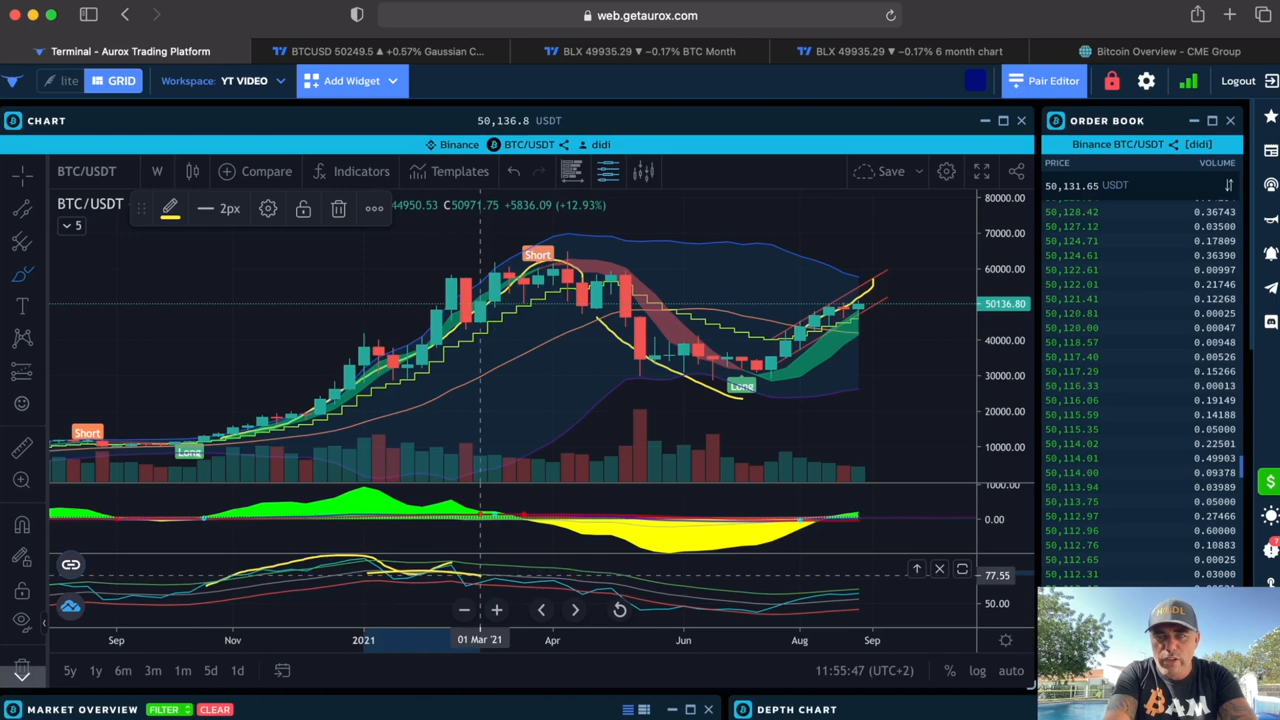 web.getaurox.com
Terminal - Aurox Trading Platform
BTCUSD 50249.5 ▲ +0.57% Gaussian C...
BLX 49935.29 ▼ −0.17% BTC Month
BLX 49935.29 ▼ −0.17% 6 month chart
Bitcoin Overview - CME Group
lite
GRID
Workspace: YT VIDEO
Add Widget
Pair Editor
Logout
CHART
50,136.8 USDT
Binance BTC/USDT didi
BTC/USDT W Compare Indicators Templates Save
BTC/USDT 2px 44950.53 C50971.75 +5836.09 (+12.93%)
5
Short
Long
Short
Long
80000.00
70000.00
60000.00
50136.80
40000.00
30000.00
20000.00
10000.00
1000.00
0.00
77.55
50.00
Sep Nov 2021 01 Mar '21 Apr Jun Aug Sep
5y 1y 6m 3m 1m 5d 1d
11:55:47 (UTC+2) % log auto
ORDER BOOK
Binance BTC/USDT [didi]
PRICE VOLUME
50,131.65 USDT
50,128.42 0.36743
50,127.12 0.03500
50,124.71 0.17809
50,124.61 0.36390
50,122.61 0.00997
50,122.01 0.21746
50,121.41 0.12268
50,120.81 0.00025
50,120.00 0.00047
50,118.57 0.00948
50,117.40 0.00526
50,117.29 0.15266
50,116.33 0.00013
50,116.06 0.19149
50,115.59 0.14188
50,115.35 0.05000
50,114.02 0.22501
50,114.01 0.49903
50,114.00 0.09378
50,113.94 0.03989
50,113.75 0.05000
50,112.97 0.27466
50,112.96 0.60000
50,112.76 0.10883
50,112.65 0.00025
50,112.31 0.03000
MARKET OVERVIEW FILTER CLEAR
DEPTH CHART
BAM